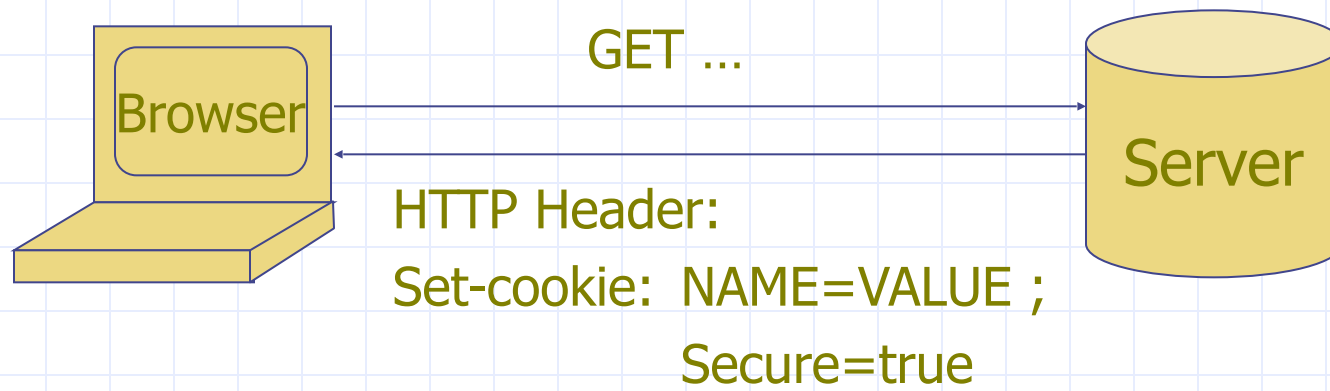 GET ...
Browser
Server
HTTP Header:
Set-cookie: NAME=VALUE ;
Secure=true